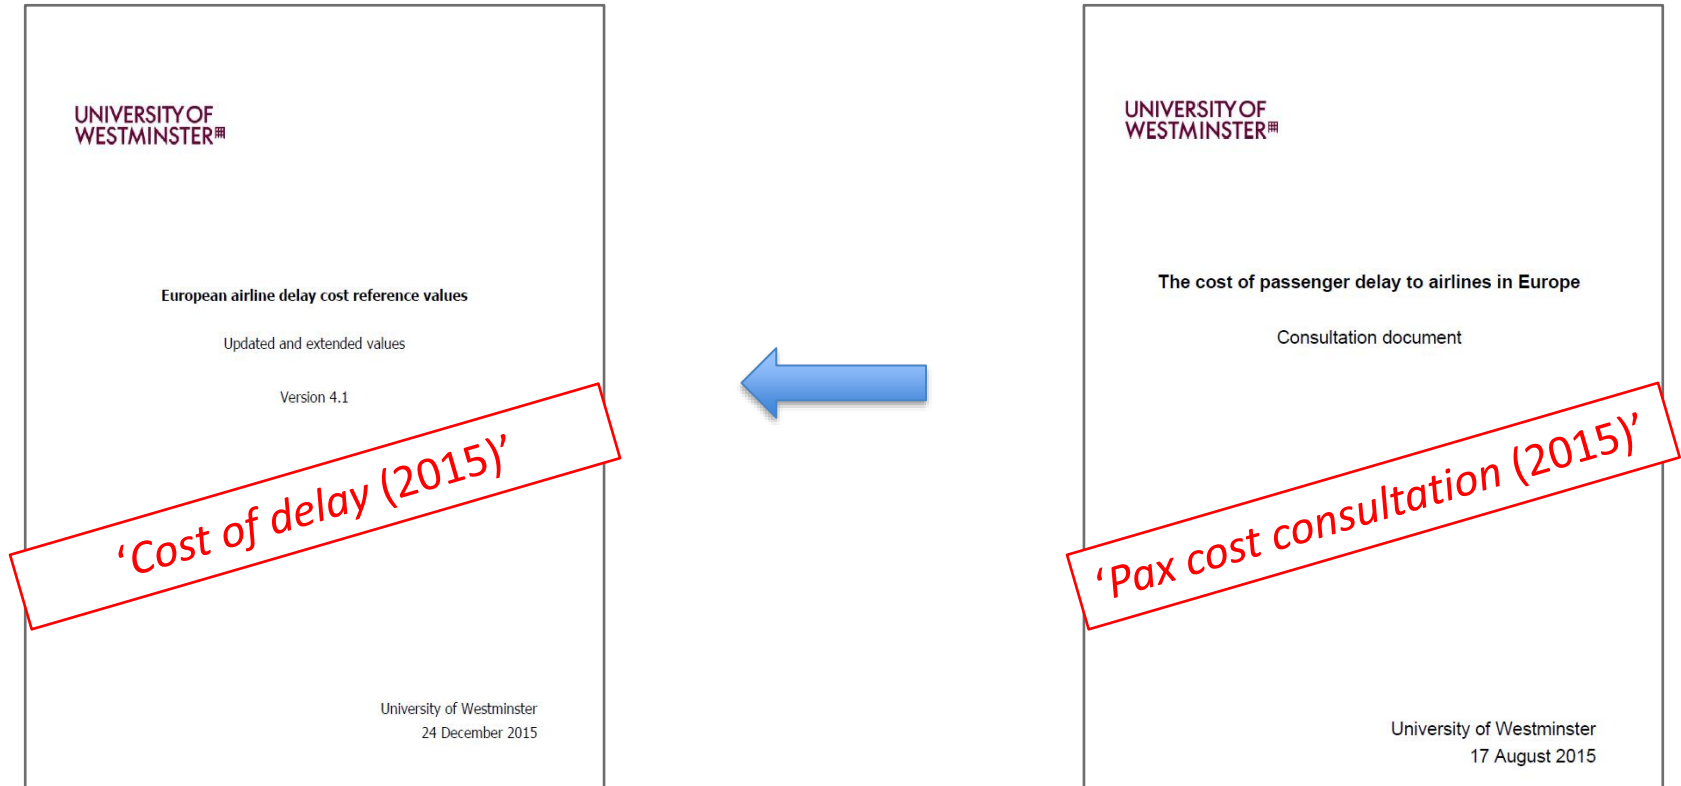 UNIVERSITY OF
WESTMINSTER
European airline delay cost reference values
Updated and extended values
Version 4.1
‘Cost of delay (2015)’
University of Westminster
24 December 2015
UNIVERSITY OF
WESTMINSTER
The cost of passenger delay to airlines in Europe
Consultation document
‘Pax cost consultation (2015)’
University of Westminster
17 August 2015